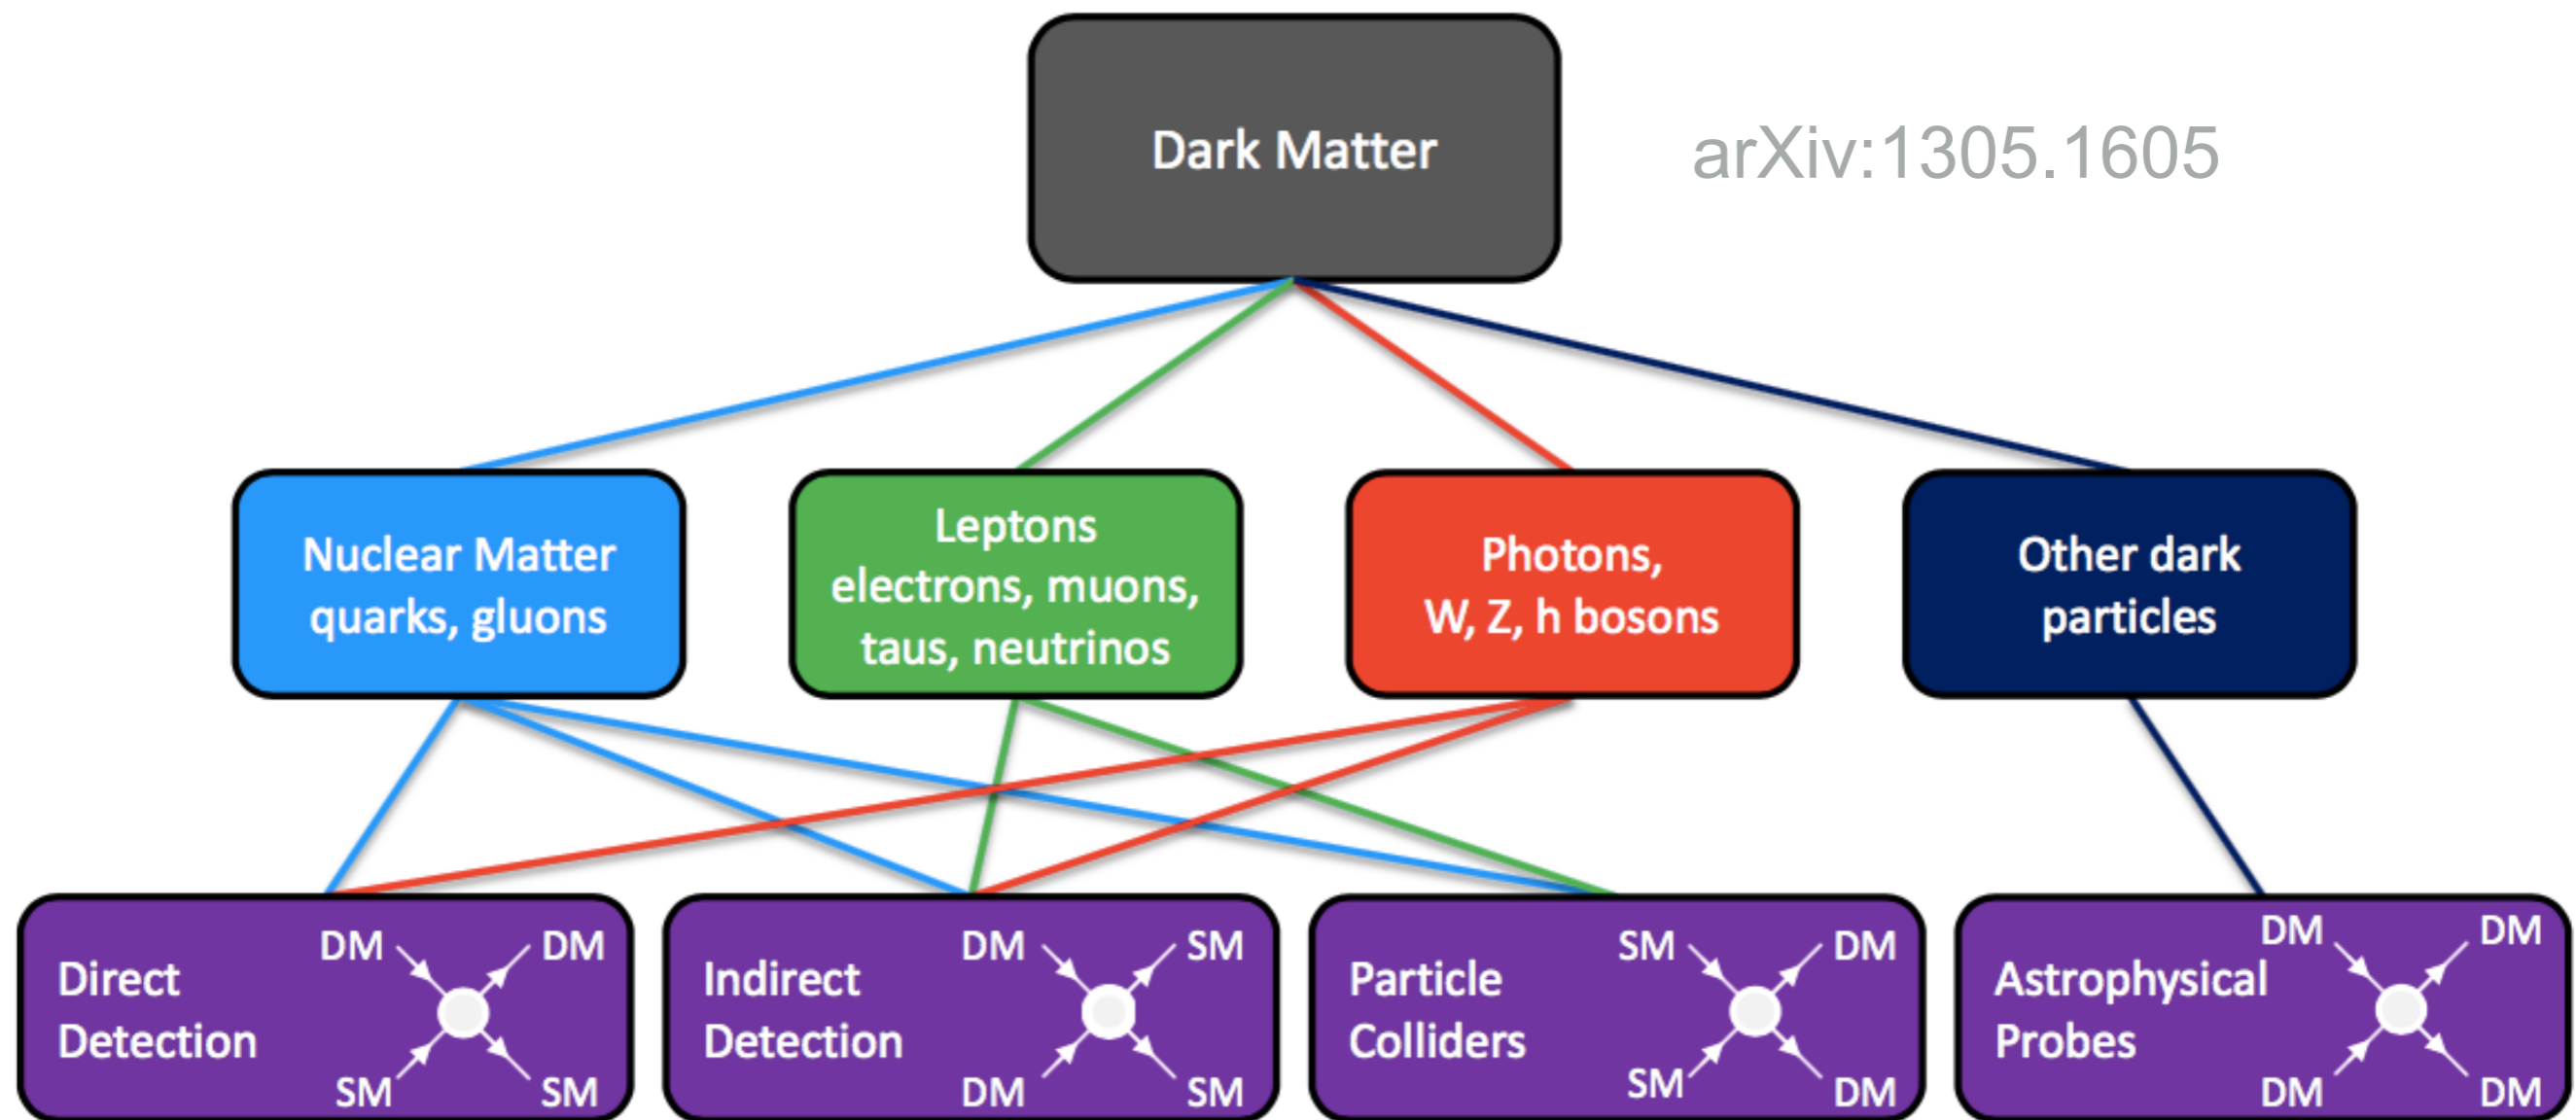 Dark Matter
arXiv:1305.1605
Nuclear Matter
quarks, gluons
Leptons
electrons, muons,
taus, neutrinos
Photons,
W, Z, h bosons
Other dark
particles
Direct
Detection
DM
DM
SM
SM
Indirect
Detection
DM
SM
DM
SM
Particle
Colliders
SM
DM
SM
DM
Astrophysical
Probes
DM
DM
DM
DM